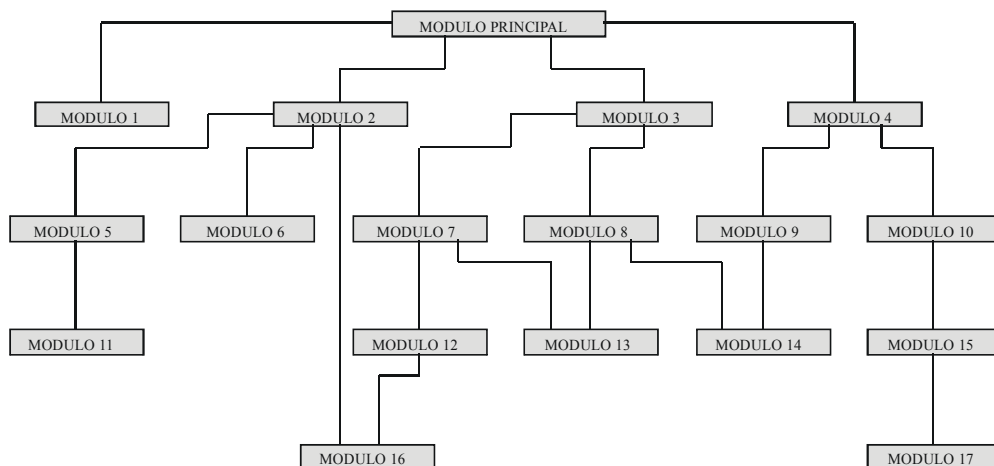 MODULO PRINCIPAL
MODULO 1
MODULO 2
MODULO 3
MODULO 4
MODULO 5
MODULO 6
MODULO 7
MODULO 8
MODULO 9
MODULO 10
MODULO 11
MODULO 12
MODULO 13
MODULO 14
MODULO 15
MODULO 16
MODULO 17